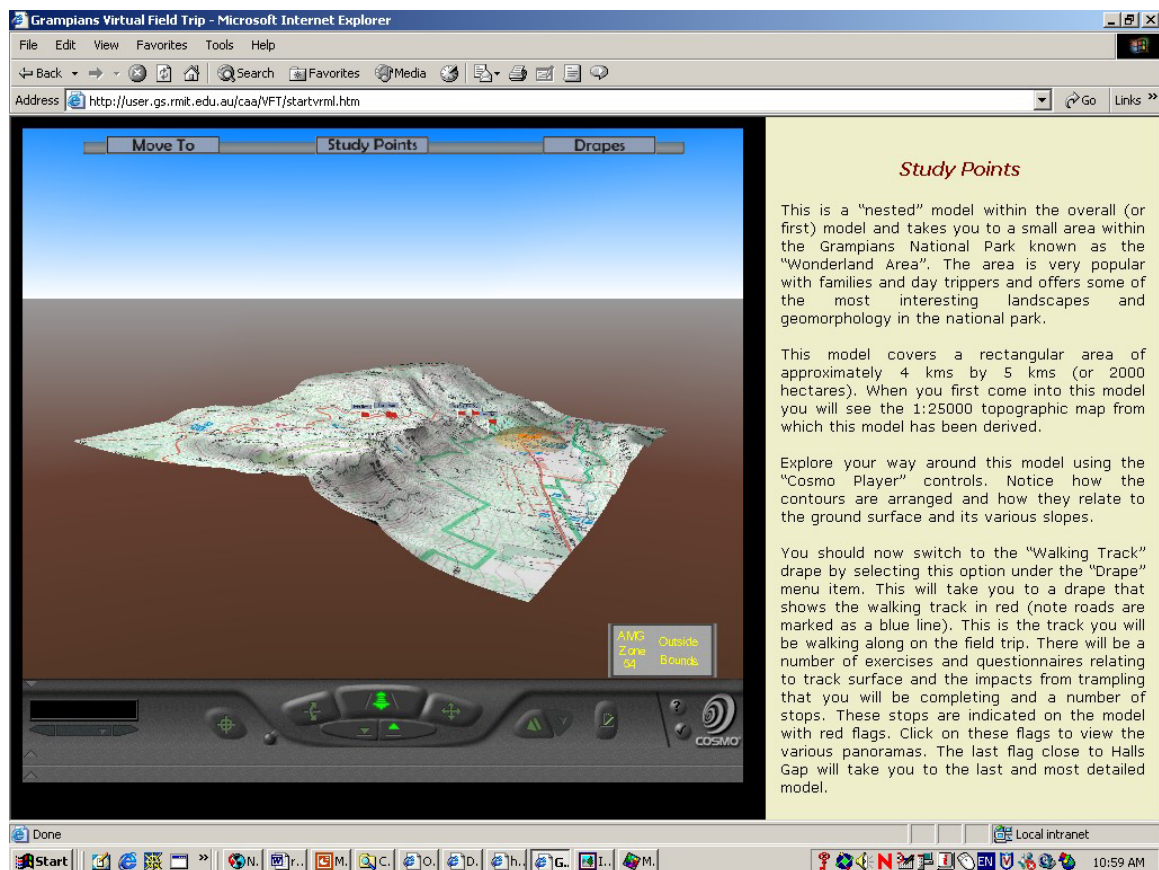 Grampians Virtual Field Trip - Microsoft Internet Explorer
File Edit View Favorites Tools Help
Back Search Favorites Media
Address http://user.gs.rmit.edu.au/caa/VFT/startvrml.htm Go Links »
Move To Study Points Drapes
Study Points
This is a "nested" model within the overall (or
first) model and takes you to a small area within
the Grampians National Park known as the
"Wonderland Area". The area is very popular
with families and day trippers and offers some of
the most interesting landscapes and
geomorphology in the national park.
This model covers a rectangular area of
approximately 4 kms by 5 kms (or 2000
hectares). When you first come into this model
you will see the 1:25000 topographic map from
which this model has been derived.
Explore your way around this model using the
"Cosmo Player" controls. Notice how the
contours are arranged and how they relate to
the ground surface and its various slopes.
You should now switch to the "Walking Track"
drape by selecting this option under the "Drape"
menu item. This will take you to a drape that
shows the walking track in red (note roads are
marked as a blue line). This is the track you will
be walking along on the field trip. There will be a
number of exercises and questionnaires relating
to track surface and the impacts from trampling
that you will be completing and a number of
stops. These stops are indicated on the model
with red flags. Click on these flags to view the
various panoramas. The last flag close to Halls
Gap will take you to the last and most detailed
model.
AMG
Zone
54
Outside
Bounds
?
COSMO
Done Local intranet
Start » N. r.. M. C. O. D. h.. G.. I.. M. EN 10:59 AM